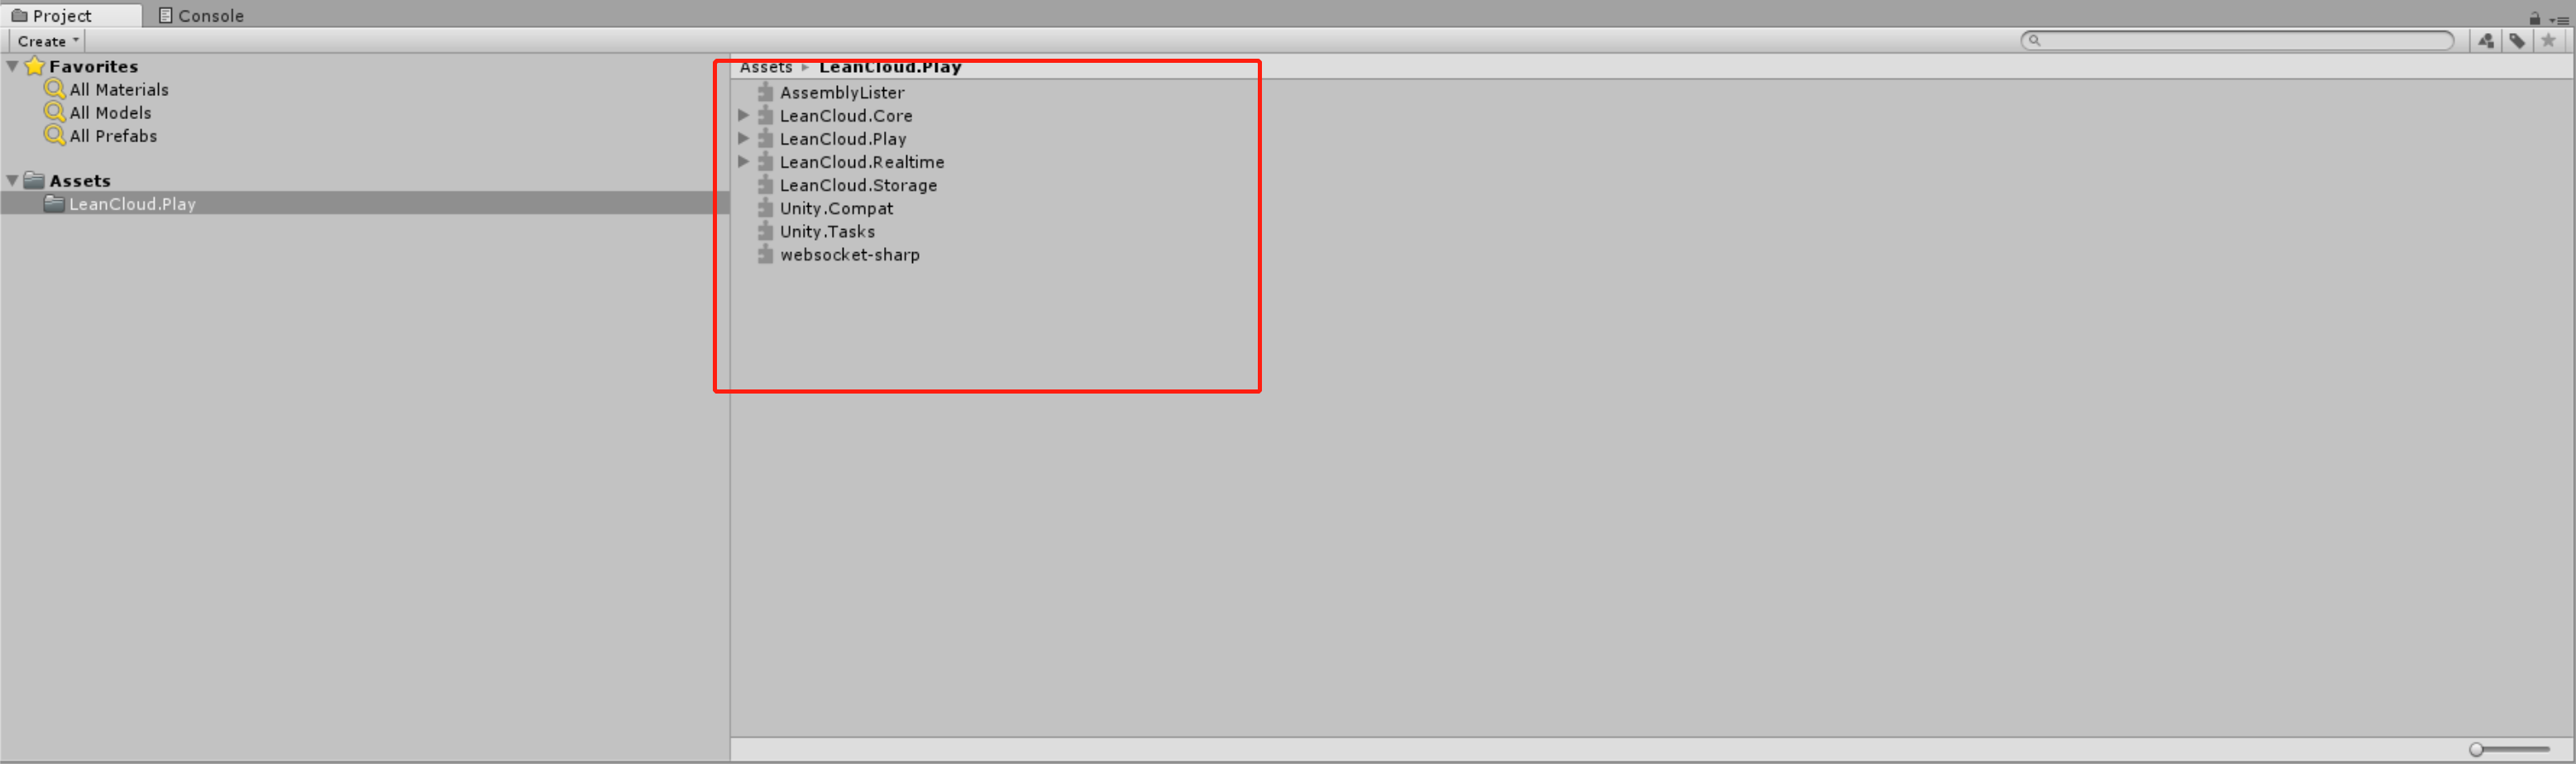 Project
Console
Create
Favorites
All Materials
All Models
All Prefabs
Assets
LeanCloud.Play
Assets LeanCloud.Play
AssemblyLister
LeanCloud.Core
LeanCloud.Play
LeanCloud.Realtime
LeanCloud.Storage
Unity.Compat
Unity.Tasks
websocket-sharp